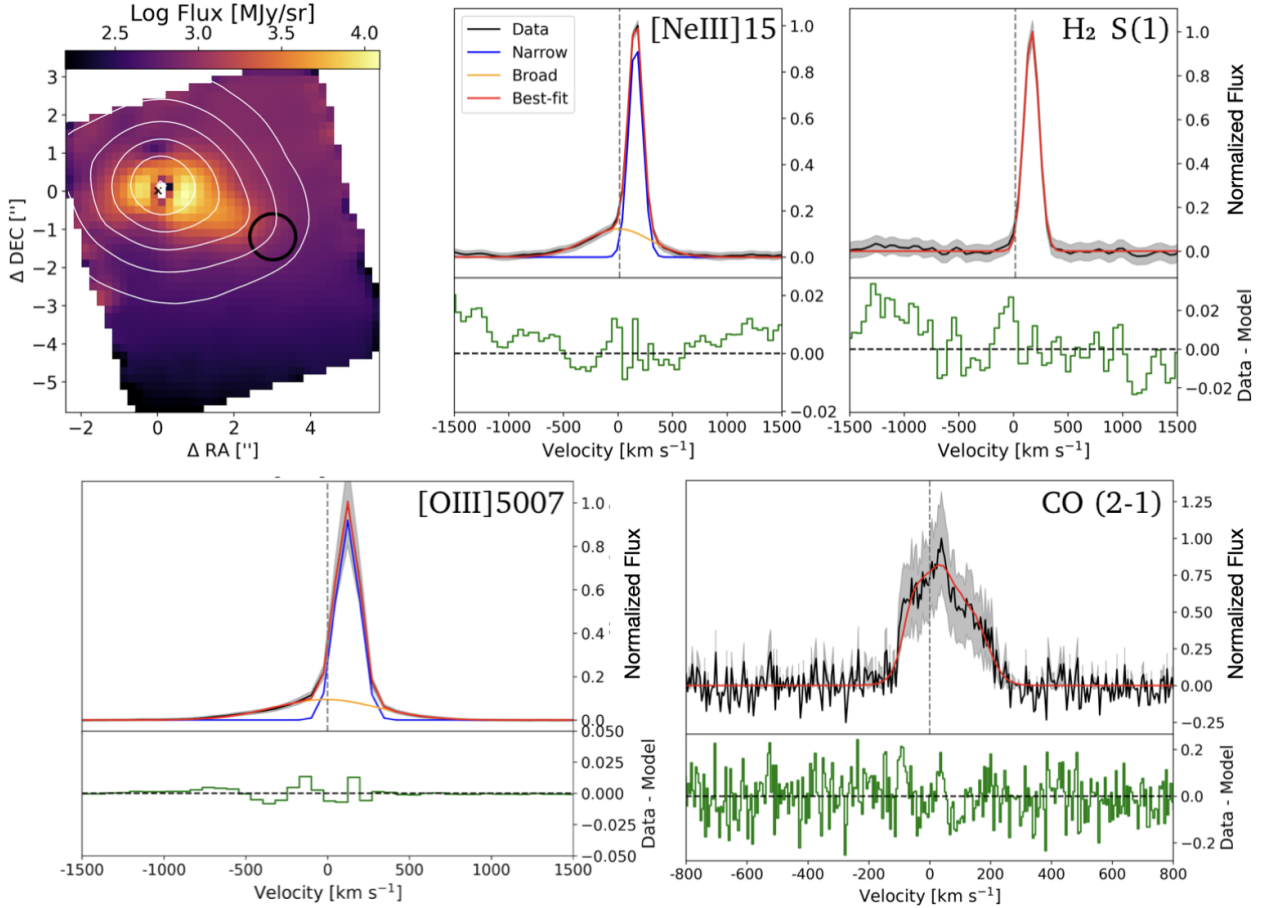 Log Flux [MJy/sr]
2.5 3.0 3.5 4.0
3
2
1
0
−1
−2
−3
−4
−5
Δ DEC ['']
−2 0 2 4
Δ RA ['']
[NeIII]15
Data
Narrow
Broad
Best-fit
1.0
0.8
0.6
0.4
0.2
0.0
0.02
0.00
−0.02
-1500 -1000 -500 0 500 1000 1500
Velocity [km s⁻¹]
H₂ S(1)
1.0
0.8
0.6
0.4
0.2
0.0
Normalized Flux
0.02
0.00
−0.02
Data - Model
-1500 -1000 -500 0 500 1000 1500
Velocity [km s⁻¹]
[OIII]5007
1.0
0.8
0.6
0.4
0.2
0.0
Normalized Flux
0.050
0.025
0.000
−0.025
−0.050
Data - Model
-1500 -1000 -500 0 500 1000 1500
Velocity [km s⁻¹]
CO (2-1)
1.25
1.00
0.75
0.50
0.25
0.00
−0.25
Normalized Flux
0.2
0.0
−0.2
Data - Model
-800 -600 -400 -200 0 200 400 600 800
Velocity [km s⁻¹]